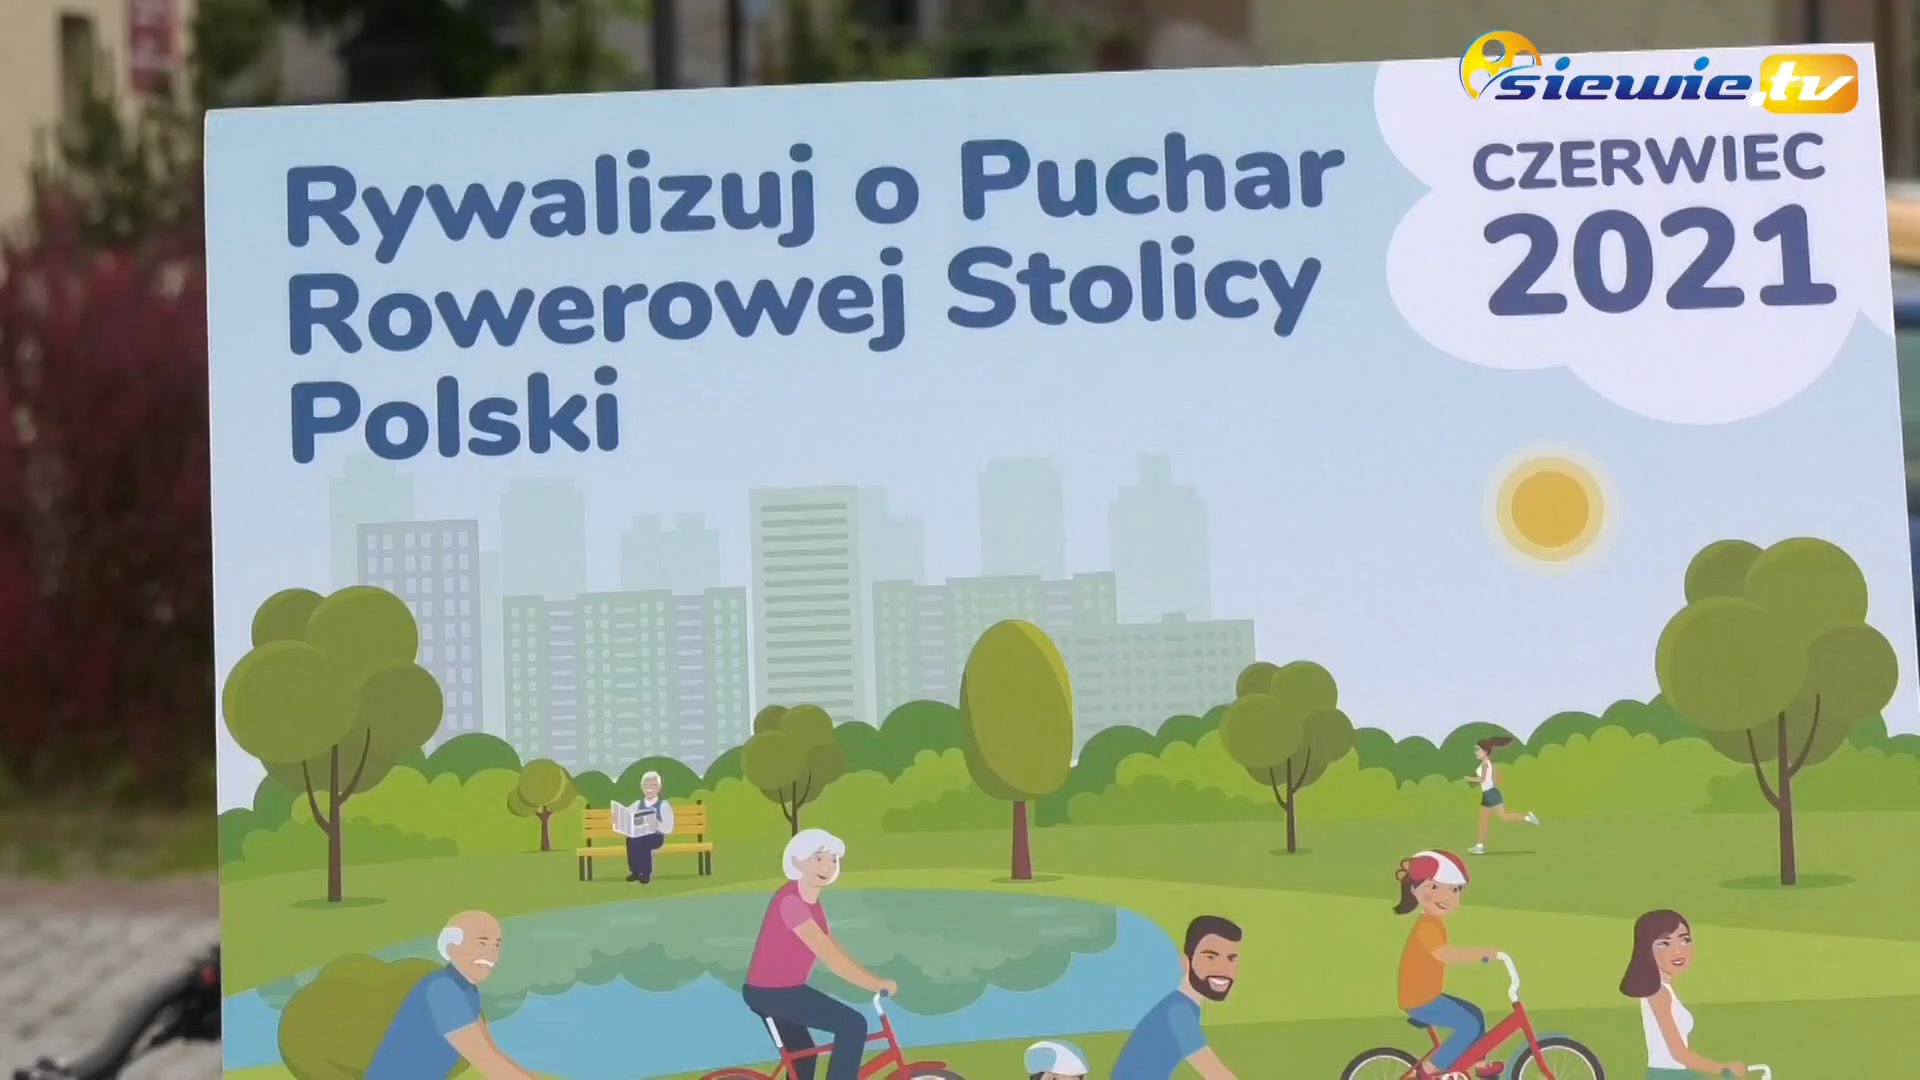 siewie.tv
Rywalizuj o Puchar
Rowerowej Stolicy
Polski
CZERWIEC
2021